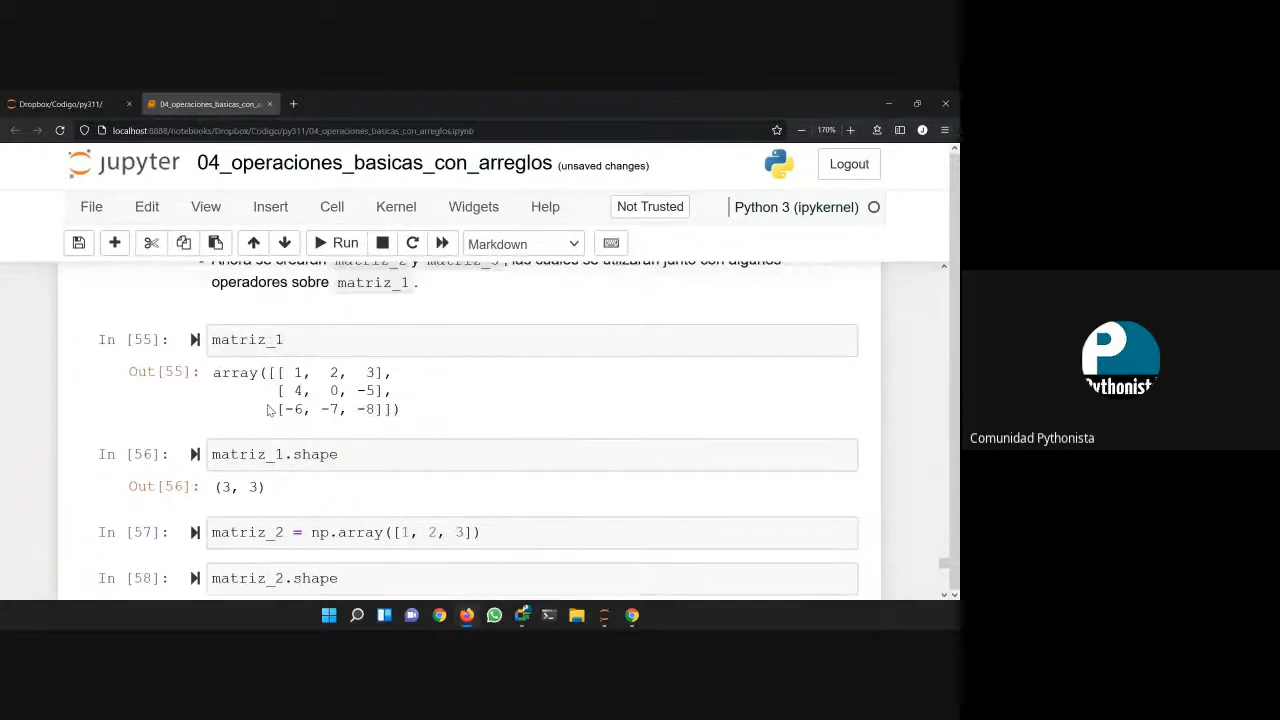 Dropbox/Codigo/py311/
04_operaciones_basicas_con_a...
localhost:8888/notebooks/Dropbox/Codigo/py311/04_operaciones_basicas_con_arreglos.ipynb
170%
jupyter 04_operaciones_basicas_con_arreglos (unsaved changes)
Logout
File Edit View Insert Cell Kernel Widgets Help Not Trusted Python 3 (ipykernel)
Run Markdown
Ahora se crearán matriz_2 y matriz_3, las cuales se utilizarán junto con algunos
operadores sobre matriz_1.
In [55]: matriz_1
Out[55]: array([[ 1, 2, 3],
[ 4, 0, -5],
[-6, -7, -8]])
In [56]: matriz_1.shape
Out[56]: (3, 3)
In [57]: matriz_2 = np.array([1, 2, 3])
In [58]: matriz_2.shape
Pythonist
Comunidad Pythonista